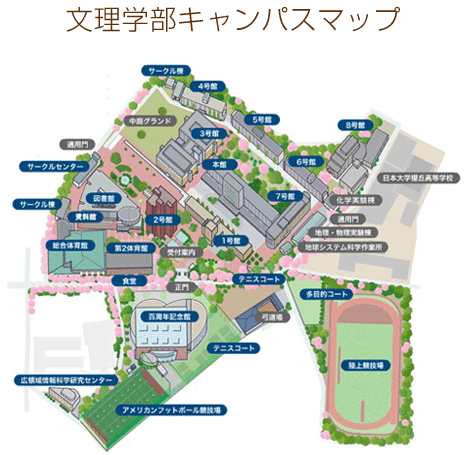 文理学部キャンパスマップ
サークル棟
4号館
中庭グランド
5号館
3号館
8号館
通用門
本館
6号館
サークルセンター
日本大学櫻丘高等学校
図書館
7号館
化学実験棟
サークル棟
資料館
2号館
通用門
地理・物理実験棟
総合体育館
第2体育館
受付案内
1号館
地球システム科学作業所
食堂
正門
テニスコート
多目的コート
百周年記念館
弓道場
テニスコート
陸上競技場
広領域情報科学研究センター
アメリカンフットボール競技場